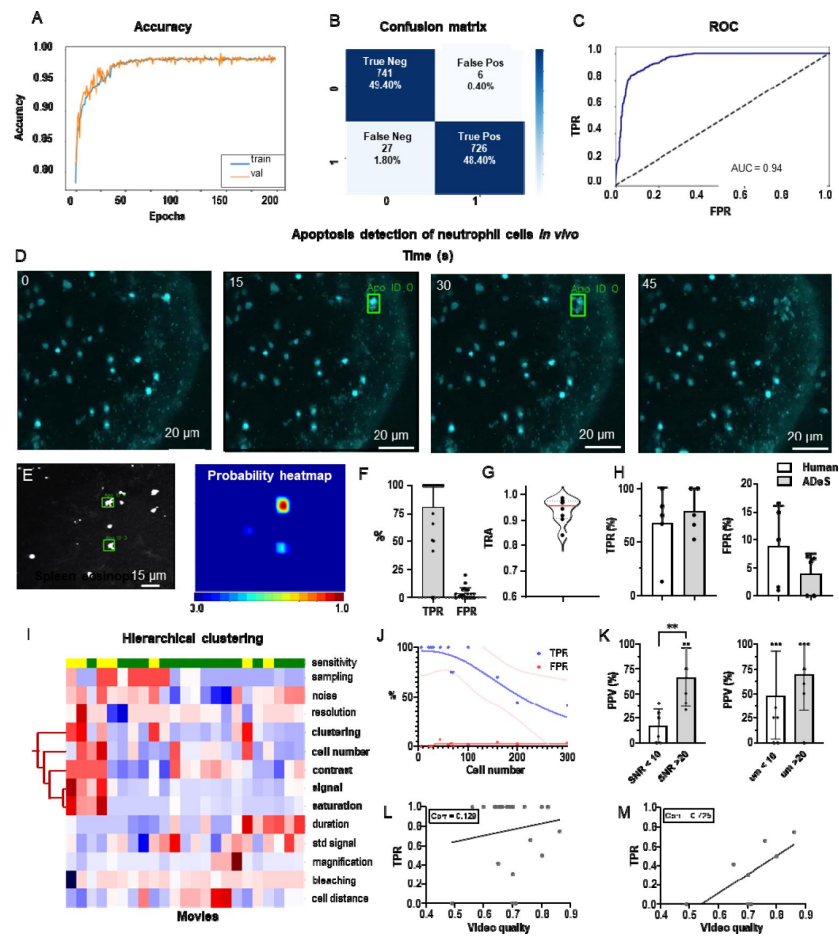 A
Accuracy
1.00
0.95
0.90
0.85
0.80
Accuracy
train
val
0
50
100
150
200
Epochs
B
Confusion matrix
True Neg
741
49.40%
False Pos
6
0.40%
False Neg
27
1.80%
True Pos
726
48.40%
0
1
0
1
C
ROC
1.0
0.8
0.6
0.4
0.2
0.0
TPR
AUC = 0.94
0.0
0.2
0.4
0.6
0.8
1.0
FPR
Apoptosis detection of neutrophil cells in vivo
Time (s)
D
0
20 µm
15
Apo ID 0
20 µm
30
Apo ID 0
20 µm
45
20 µm
E
15 µm
Probability heatmap
3.0
1.0
F
100
75
50
25
0
%
TPR
FPR
G
1.0
0.9
0.8
0.7
0.6
TRA
H
Human
ADeS
100
75
50
25
0
TPR (%)
20
15
10
5
0
FPR (%)
I
Hierarchical clustering
sensitivity
sampling
noise
resolution
clustering
cell number
contrast
signal
saturation
duration
std signal
magnification
bleaching
cell distance
Movies
J
100
75
50
25
0
%
TPR
FPR
0
100
200
300
Cell number
K
100
75
50
25
0
PPV (%)
**
SNR < 10
SNR >20
100
75
50
25
0
PPV (%)
um < 10
um >20
L
Corr = 0.129
1.0
0.8
0.6
0.4
0.2
0.0
TPR
0.4
0.5
0.6
0.7
0.8
0.9
Video quality
M
1.0
0.8
0.6
0.4
0.2
0.0
TPR
0.4
0.5
0.6
0.7
0.8
0.9
Video quality